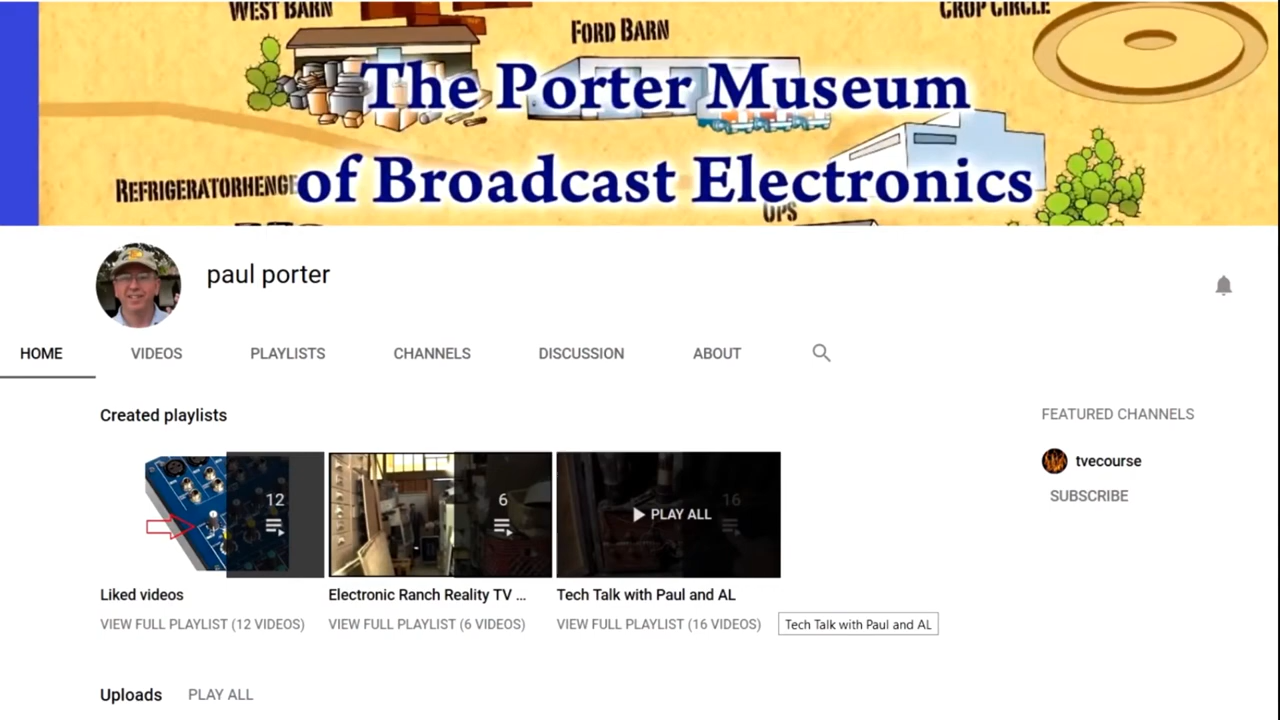 WEST BARN
FORD BARN
CROP CIRCLE
The Porter Museum
REFRIGERATORHENGE
of Broadcast Electronics
OPS
paul porter
HOME
VIDEOS
PLAYLISTS
CHANNELS
DISCUSSION
ABOUT
Created playlists
FEATURED CHANNELS
tvecourse
SUBSCRIBE
12
6
16
PLAY ALL
Liked videos
Electronic Ranch Reality TV ...
Tech Talk with Paul and AL
VIEW FULL PLAYLIST (12 VIDEOS)
VIEW FULL PLAYLIST (6 VIDEOS)
VIEW FULL PLAYLIST (16 VIDEOS)
Tech Talk with Paul and AL
Uploads
PLAY ALL